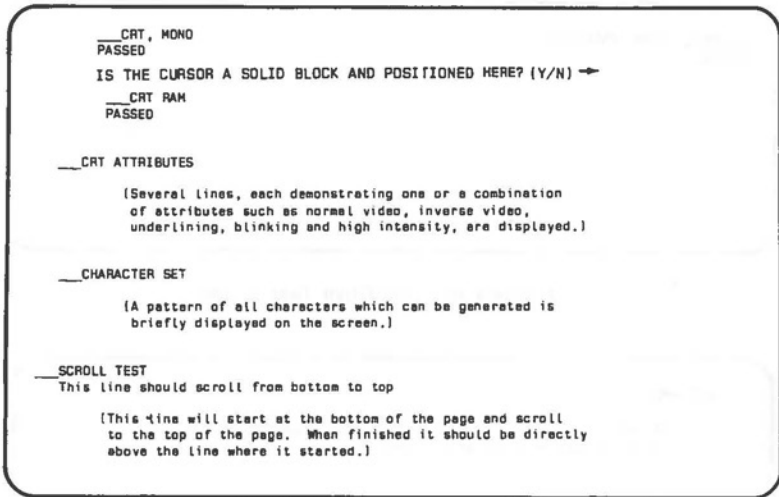 ___CRT, MONO
PASSED
IS THE CURSOR A SOLID BLOCK AND POSITIONED HERE? (Y/N) →
___CRT RAM
PASSED
___CRT ATTRIBUTES
(Several lines, each demonstrating one or a combination
of attributes such as normal video, inverse video,
underlining, blinking and high intensity, are displayed.)
___CHARACTER SET
(A pattern of all characters which can be generated is
briefly displayed on the screen.)
___SCROLL TEST
This line should scroll from bottom to top
(This line will start at the bottom of the page and scroll
to the top of the page. When finished it should be directly
above the line where it started.)